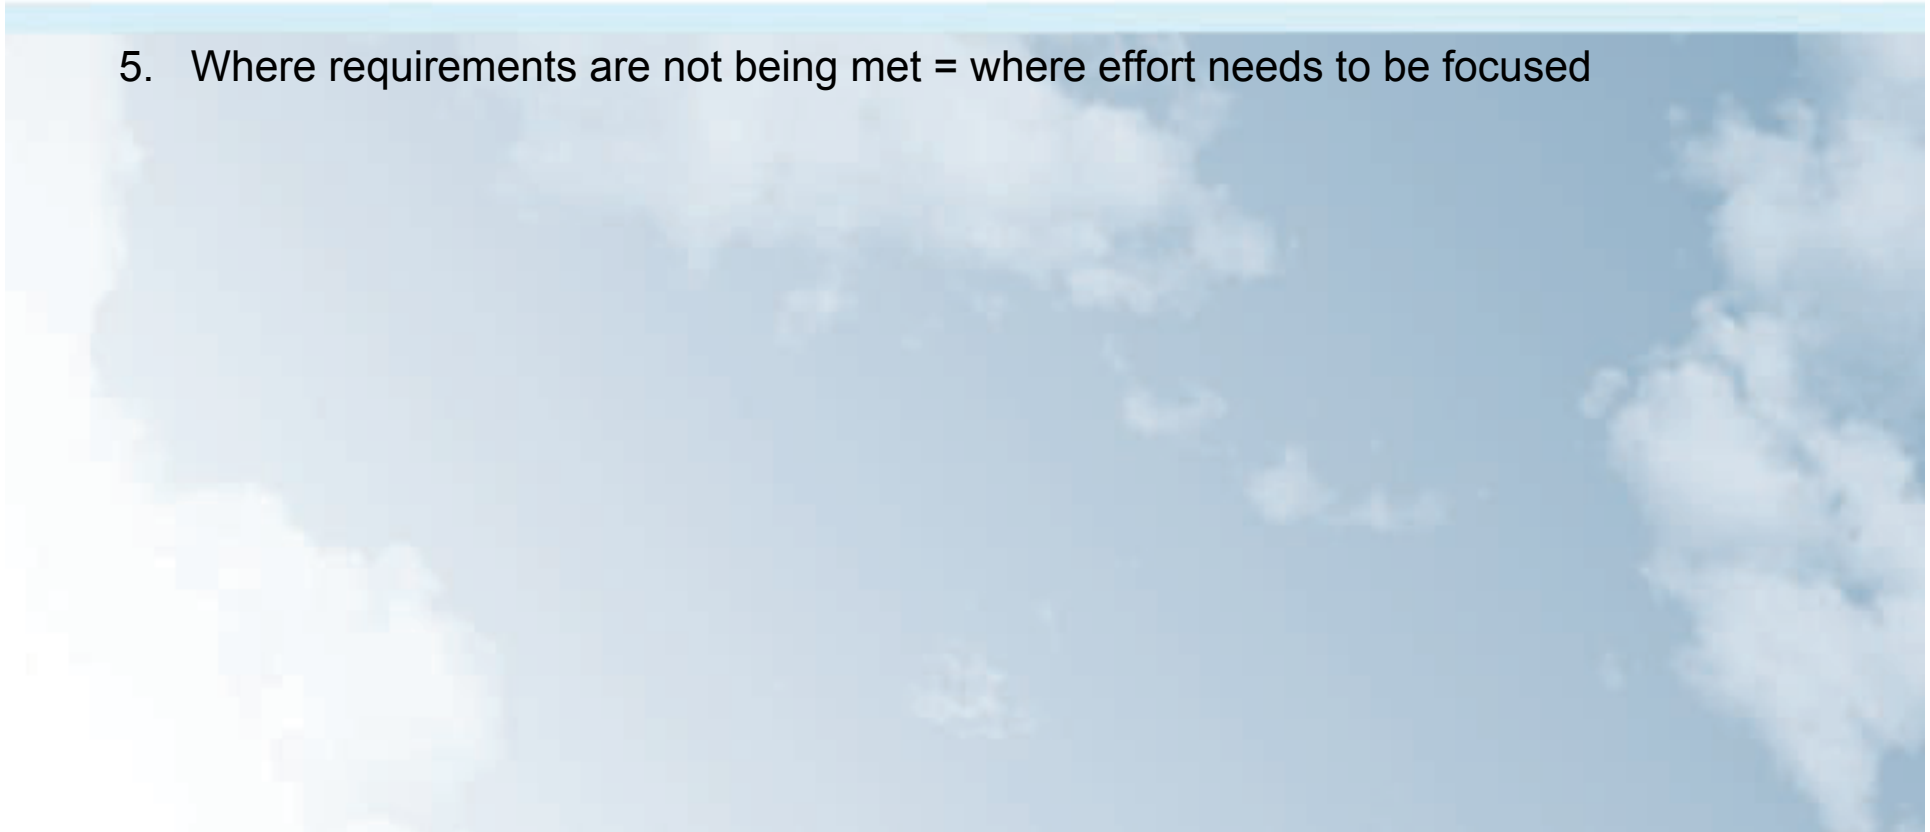 5. Where requirements are not being met = where effort needs to be focused